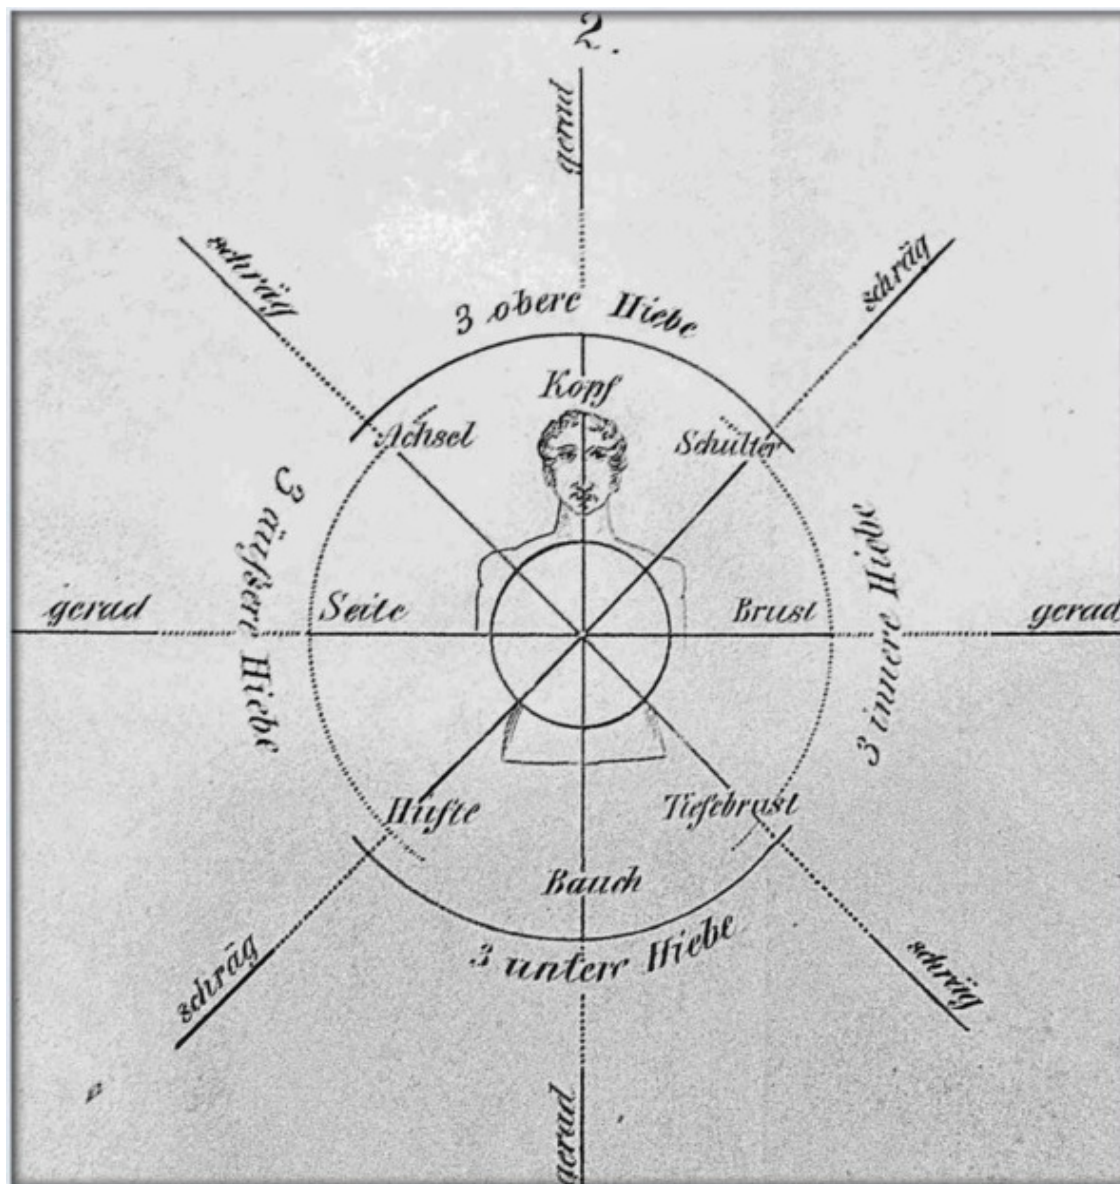 2.
gerad
schräg
schräg
3 obere Hiebe
Kopf
Achsel
Schulter
3 äußere Hiebe
3 innere Hiebe
gerad
Seite
Brust
gerad
Hüfte
Tiefebrust
Bauch
3 untere Hiebe
schräg
schräg
gerad